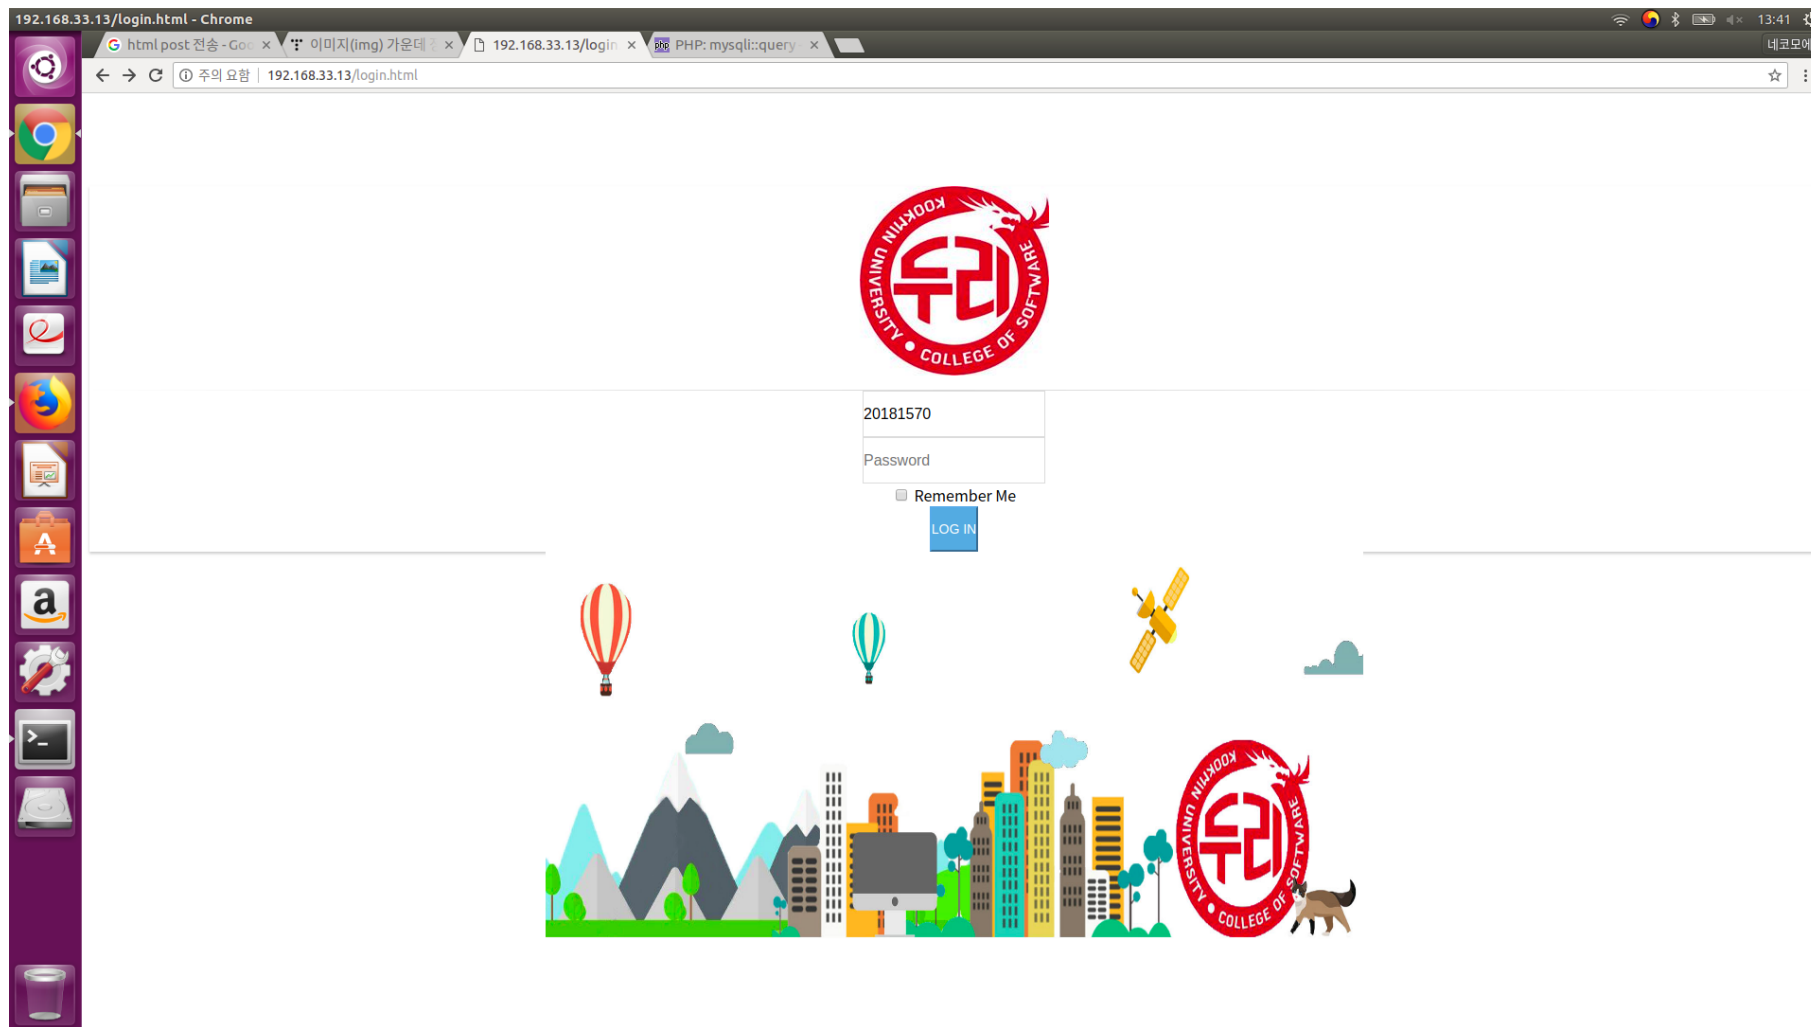 192.168.33.13/login.html - Chrome
13:41
html post 전송 - Goo
이미지(img) 가운데
192.168.33.13/login
PHP: mysqli::query -
네코모에
주의 요함 | 192.168.33.13/login.html
KOOKMIN UNIVERSITY • COLLEGE OF SOFTWARE
우리
20181570
Password
Remember Me
LOG IN
KOOKMIN UNIVERSITY • COLLEGE OF SOFTWARE
우리